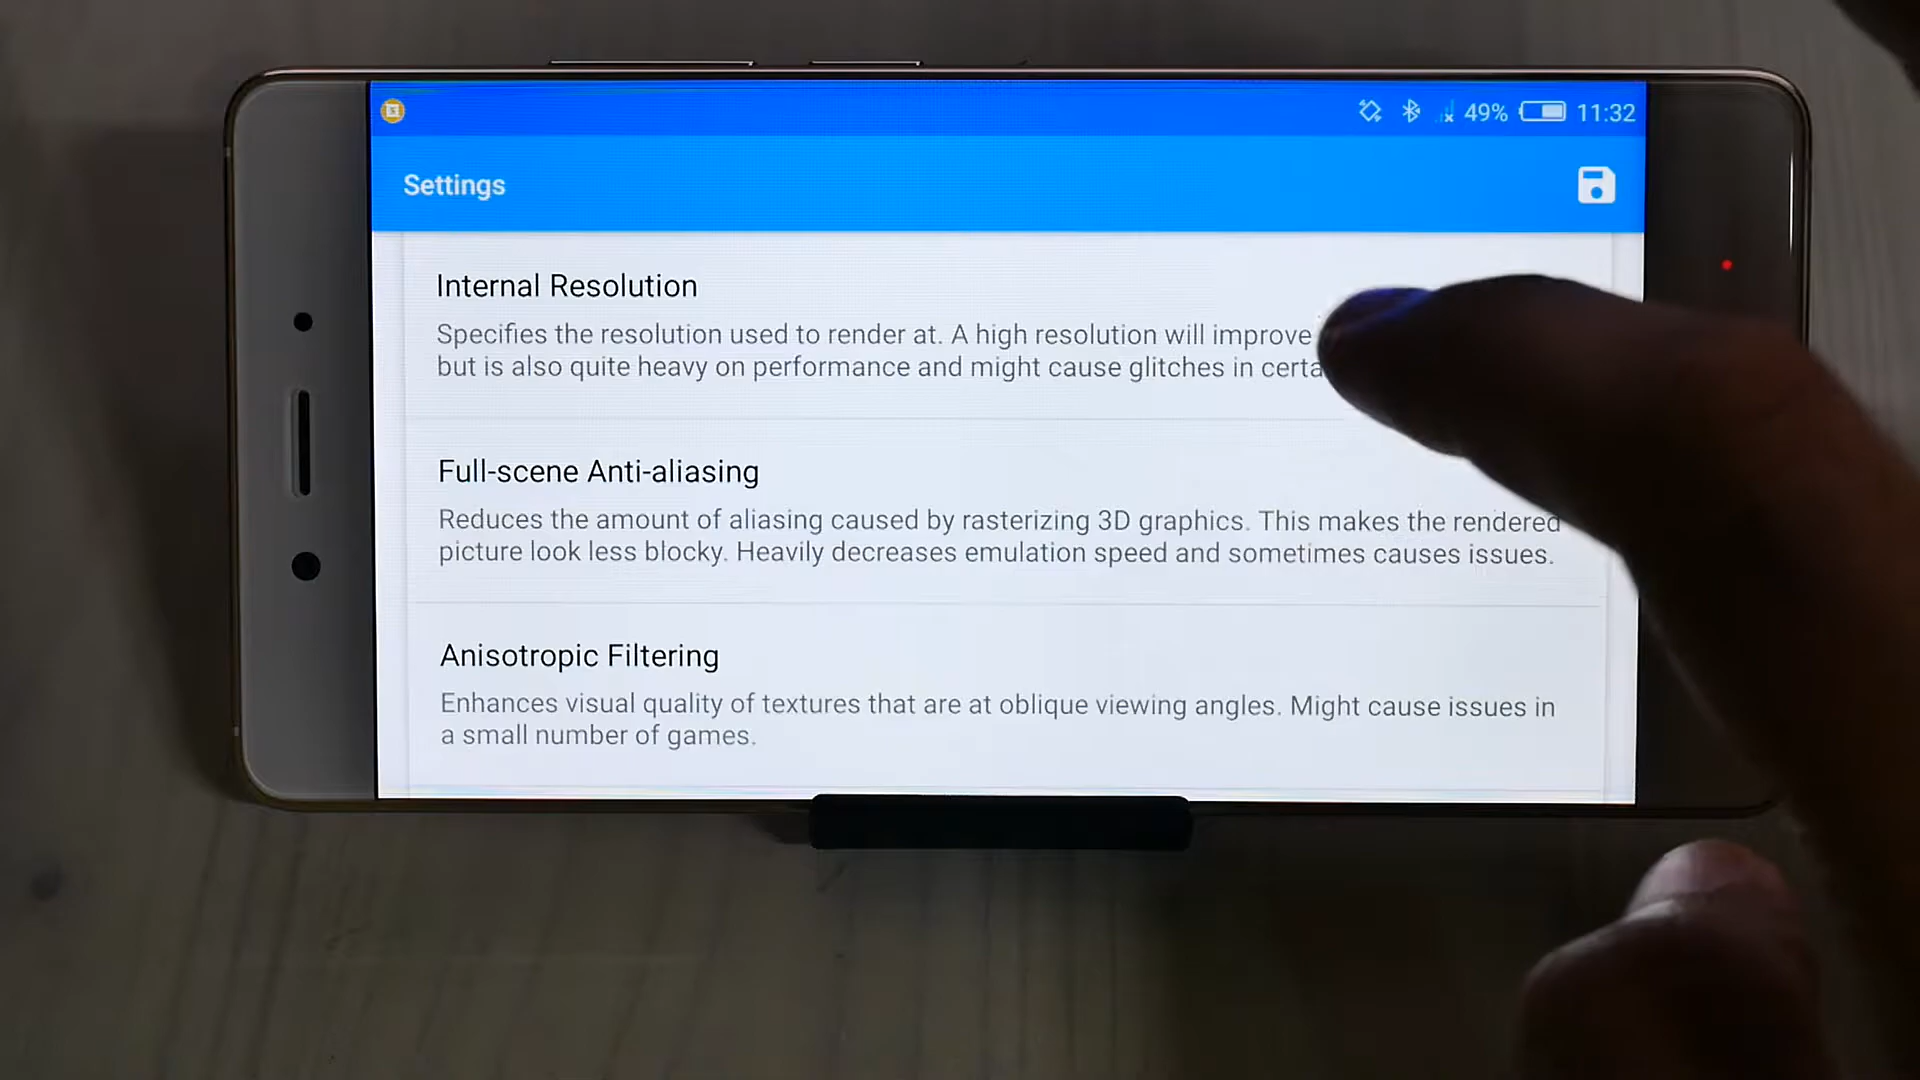 49% 11:32
Settings
Internal Resolution
Specifies the resolution used to render at. A high resolution will improve
but is also quite heavy on performance and might cause glitches in
Full-scene Anti-aliasing
Reduces the amount of aliasing caused by rasterizing 3D graphics. This makes the rendered
picture look less blocky. Heavily decreases emulation speed and sometimes causes issues.
Anisotropic Filtering
Enhances visual quality of textures that are at oblique viewing angles. Might cause issues in
a small number of games.